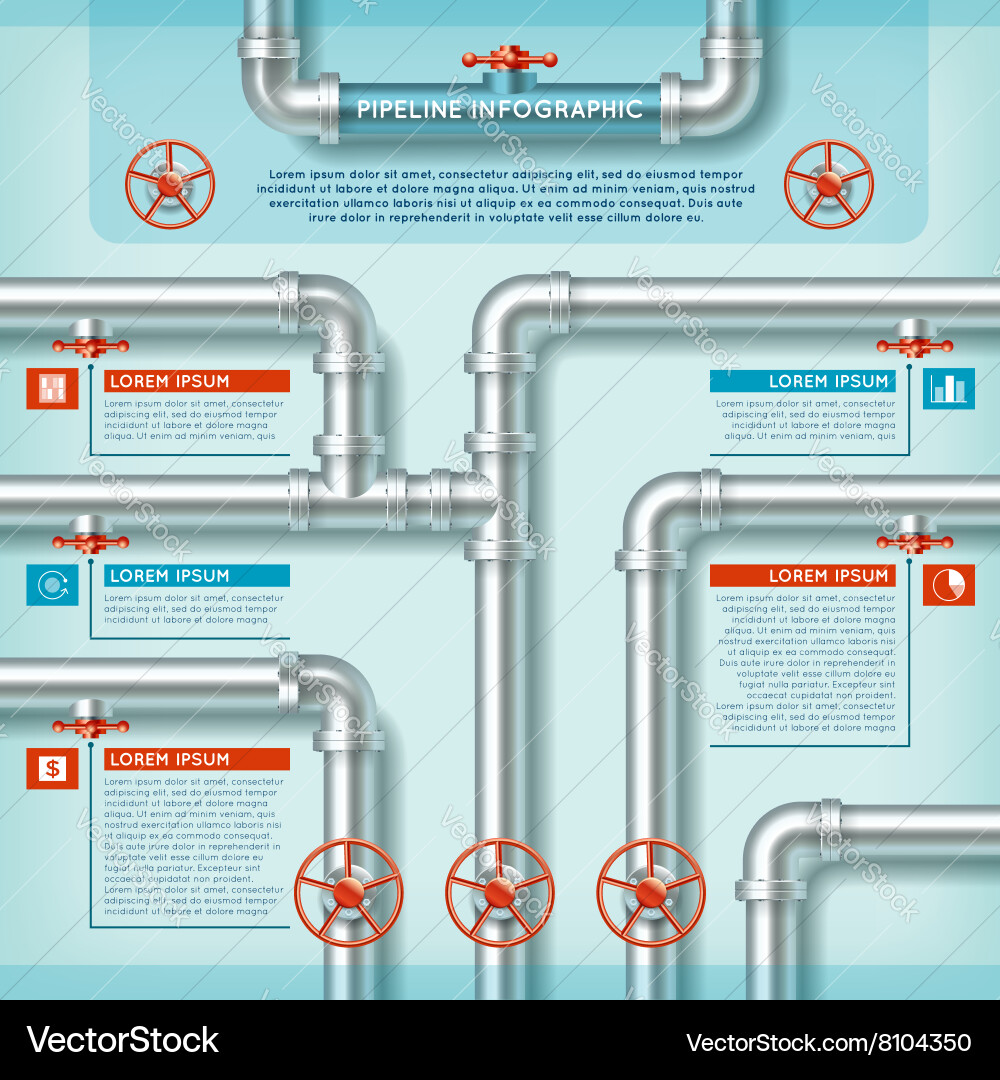 PIPELINE INFOGRAPHIC
Lorem ipsum dolor sit amet, consectetur adipiscing elit, sed do eiusmod tempor
incididunt ut labore et dolore magna aliqua. Ut enim ad minim veniam, quis nostrud
exercitation ullamco laboris nisi ut aliquip ex ea commodo consequat. Duis aute
irure dolor in reprehenderit in voluptate velit esse cillum dolore eu.
LOREM IPSUM
Lorem ipsum dolor sit amet, consectetur
adipiscing elit, sed do eiusmod tempor
incididunt ut labore et dolore magna
aliqua. Ut enim ad minim veniam, quis
LOREM IPSUM
Lorem ipsum dolor sit amet, consectetur
adipiscing elit, sed do eiusmod tempor
incididunt ut labore et dolore magna
aliqua. Ut enim ad minim veniam, quis
LOREM IPSUM
Lorem ipsum dolor sit amet, consectetur
adipiscing elit, sed do eiusmod tempor
incididunt ut labore et dolore magna
LOREM IPSUM
Lorem ipsum dolor sit amet, consectetur
adipiscing elit, sed do eiusmod tempor
incididunt ut labore et dolore magna
aliqua. Ut enim ad minim veniam, quis
nostrud exercitation ullamco laboris nisi
ut aliquip ex ea commodo consequat.
Duis aute irure dolor in reprehenderit in
voluptate velit esse cillum dolore eu
fugiat nulla pariatur. Excepteur sint
occaecat cupidatat non proident.
Lorem ipsum dolor sit amet, consectetur
adipiscing elit, sed do eiusmod tempor
incididunt ut labore et dolore magna
$
LOREM IPSUM
Lorem ipsum dolor sit amet, consectetur
adipiscing elit, sed do eiusmod tempor
incididunt ut labore et dolore magna
aliqua. Ut enim ad minim veniam, quis
nostrud exercitation ullamco laboris nisi
ut aliquip ex ea commodo consequat.
Duis aute irure dolor in reprehenderit in
voluptate velit esse cillum dolore eu
fugiat nulla pariatur. Excepteur sint
occaecat cupidatat non proident.
Lorem ipsum dolor sit amet, consectetur
adipiscing elit, sed do eiusmod tempor
incididunt ut labore et dolore magna
VectorStock
VectorStock.com/8104350